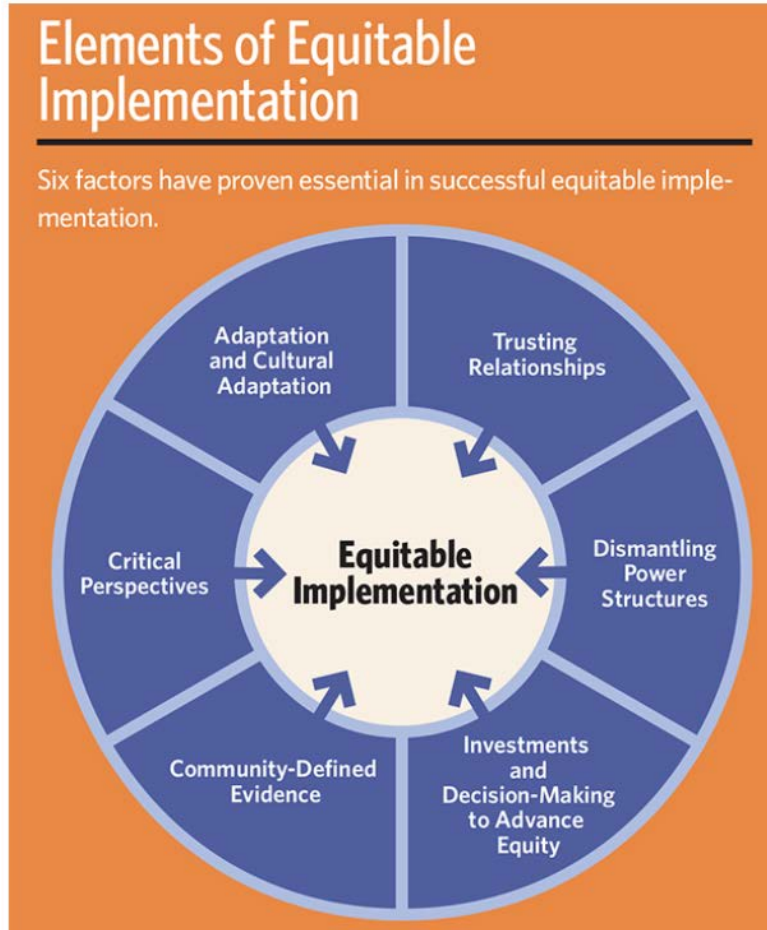 Elements of Equitable
Implementation
Six factors have proven essential in successful equitable imple-
mentation.
Adaptation
and Cultural
Adaptation
Trusting
Relationships
Critical
Perspectives
Equitable
Implementation
Dismantling
Power
Structures
Community-Defined
Evidence
Investments
and
Decision-Making
to Advance
Equity